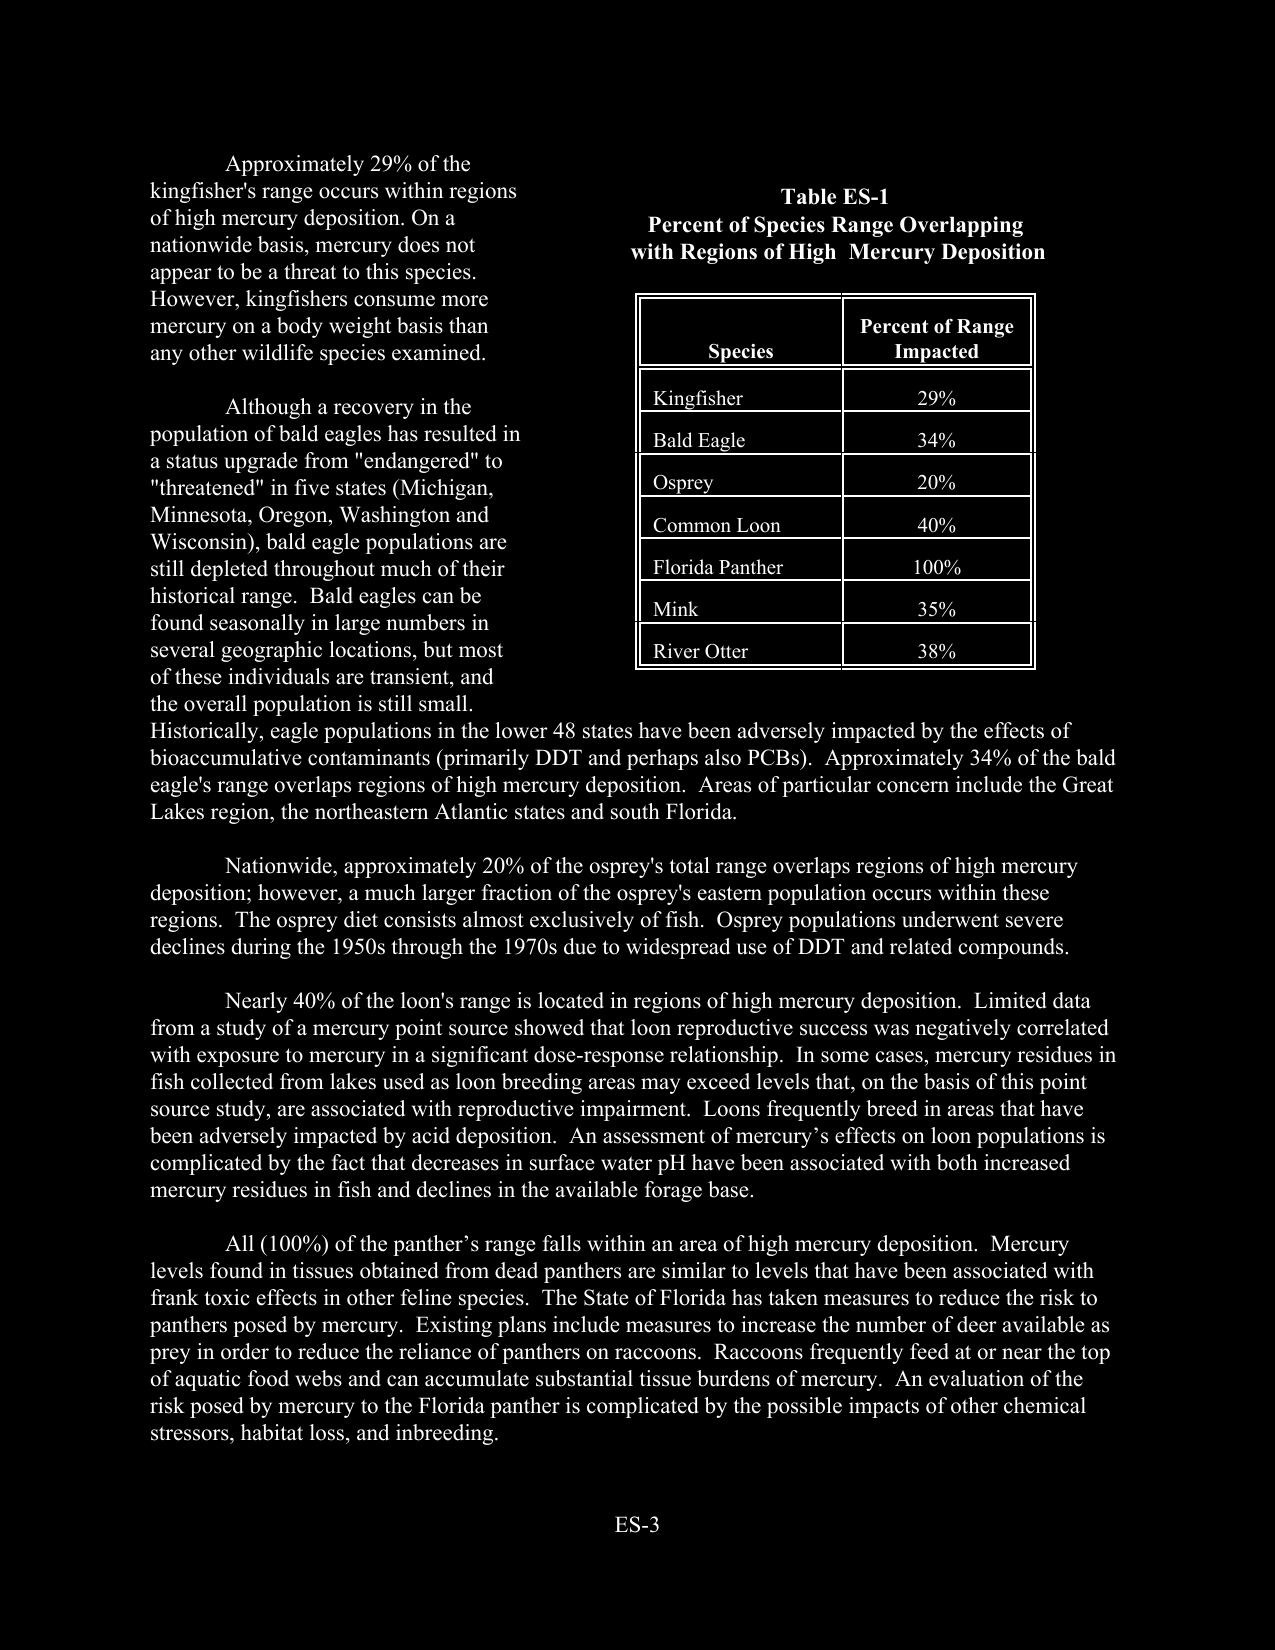 Approximately 29% of the
kingfisher's range occurs within regions
of high mercury deposition. On a
nationwide basis, mercury does not
appear to be a threat to this species.
However, kingfishers consume more
mercury on a body weight basis than
any other wildlife species examined.
Although a recovery in the
population of bald eagles has resulted in
a status upgrade from "endangered" to
"threatened" in five states (Michigan,
Minnesota, Oregon, Washington and
Wisconsin), bald eagle populations are
still depleted throughout much of their
historical range.  Bald eagles can be
found seasonally in large numbers in
several geographic locations, but most
of these individuals are transient, and
the overall population is still small.
Table ES-1
Percent of Species Range Overlapping
with Regions of High  Mercury Deposition
Species
Percent of Range
Impacted
Kingfisher 29%
Bald Eagle 34%
Osprey 20%
Common Loon 40%
Florida Panther 100%
Mink 35%
River Otter 38%
Historically, eagle populations in the lower 48 states have been adversely impacted by the effects of
bioaccumulative contaminants (primarily DDT and perhaps also PCBs).  Approximately 34% of the bald
eagle's range overlaps regions of high mercury deposition.  Areas of particular concern include the Great
Lakes region, the northeastern Atlantic states and south Florida.
Nationwide, approximately 20% of the osprey's total range overlaps regions of high mercury
deposition; however, a much larger fraction of the osprey's eastern population occurs within these
regions.  The osprey diet consists almost exclusively of fish.  Osprey populations underwent severe
declines during the 1950s through the 1970s due to widespread use of DDT and related compounds.
Nearly 40% of the loon's range is located in regions of high mercury deposition.  Limited data
from a study of a mercury point source showed that loon reproductive success was negatively correlated
with exposure to mercury in a significant dose-response relationship.  In some cases, mercury residues in
fish collected from lakes used as loon breeding areas may exceed levels that, on the basis of this point
source study, are associated with reproductive impairment.  Loons frequently breed in areas that have
been adversely impacted by acid deposition.  An assessment of mercury’s effects on loon populations is
complicated by the fact that decreases in surface water pH have been associated with both increased
mercury residues in fish and declines in the available forage base.
All (100%) of the panther’s range falls within an area of high mercury deposition.  Mercury
levels found in tissues obtained from dead panthers are similar to levels that have been associated with
frank toxic effects in other feline species.  The State of Florida has taken measures to reduce the risk to
panthers posed by mercury.  Existing plans include measures to increase the number of deer available as
prey in order to reduce the reliance of panthers on raccoons.  Raccoons frequently feed at or near the top
of aquatic food webs and can accumulate substantial tissue burdens of mercury.  An evaluation of the
risk posed by mercury to the Florida panther is complicated by the possible impacts of other chemical
stressors, habitat loss, and inbreeding.
ES-3